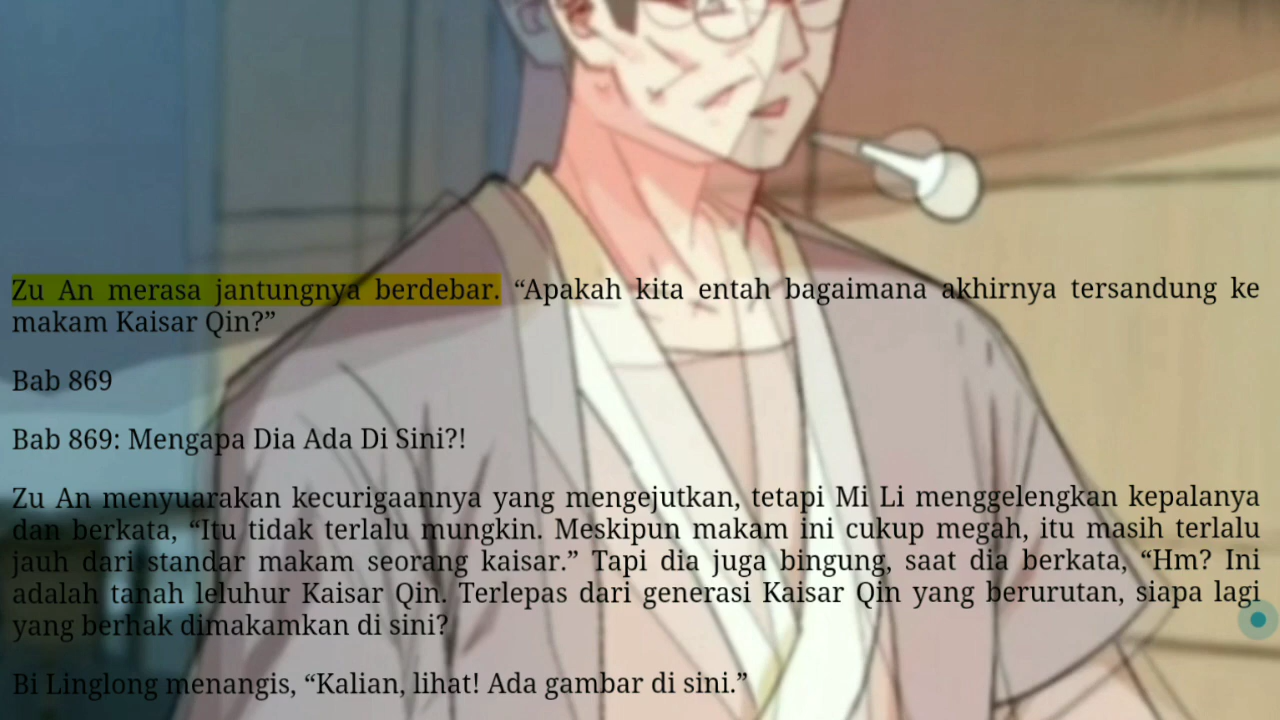 Zu An merasa jantungnya berdebar. “Apakah kita entah bagaimana akhirnya tersandung ke
makam Kaisar Qin?”
Bab 869
Bab 869: Mengapa Dia Ada Di Sini?!
Zu An menyuarakan kecurigaannya yang mengejutkan, tetapi Mi Li menggelengkan kepalanya
dan berkata, “Itu tidak terlalu mungkin. Meskipun makam ini cukup megah, itu masih terlalu
jauh dari standar makam seorang kaisar.” Tapi dia juga bingung, saat dia berkata, “Hm? Ini
adalah tanah leluhur Kaisar Qin. Terlepas dari generasi Kaisar Qin yang berurutan, siapa lagi
yang berhak dimakamkan di sini?
Bi Linglong menangis, “Kalian, lihat! Ada gambar di sini.”